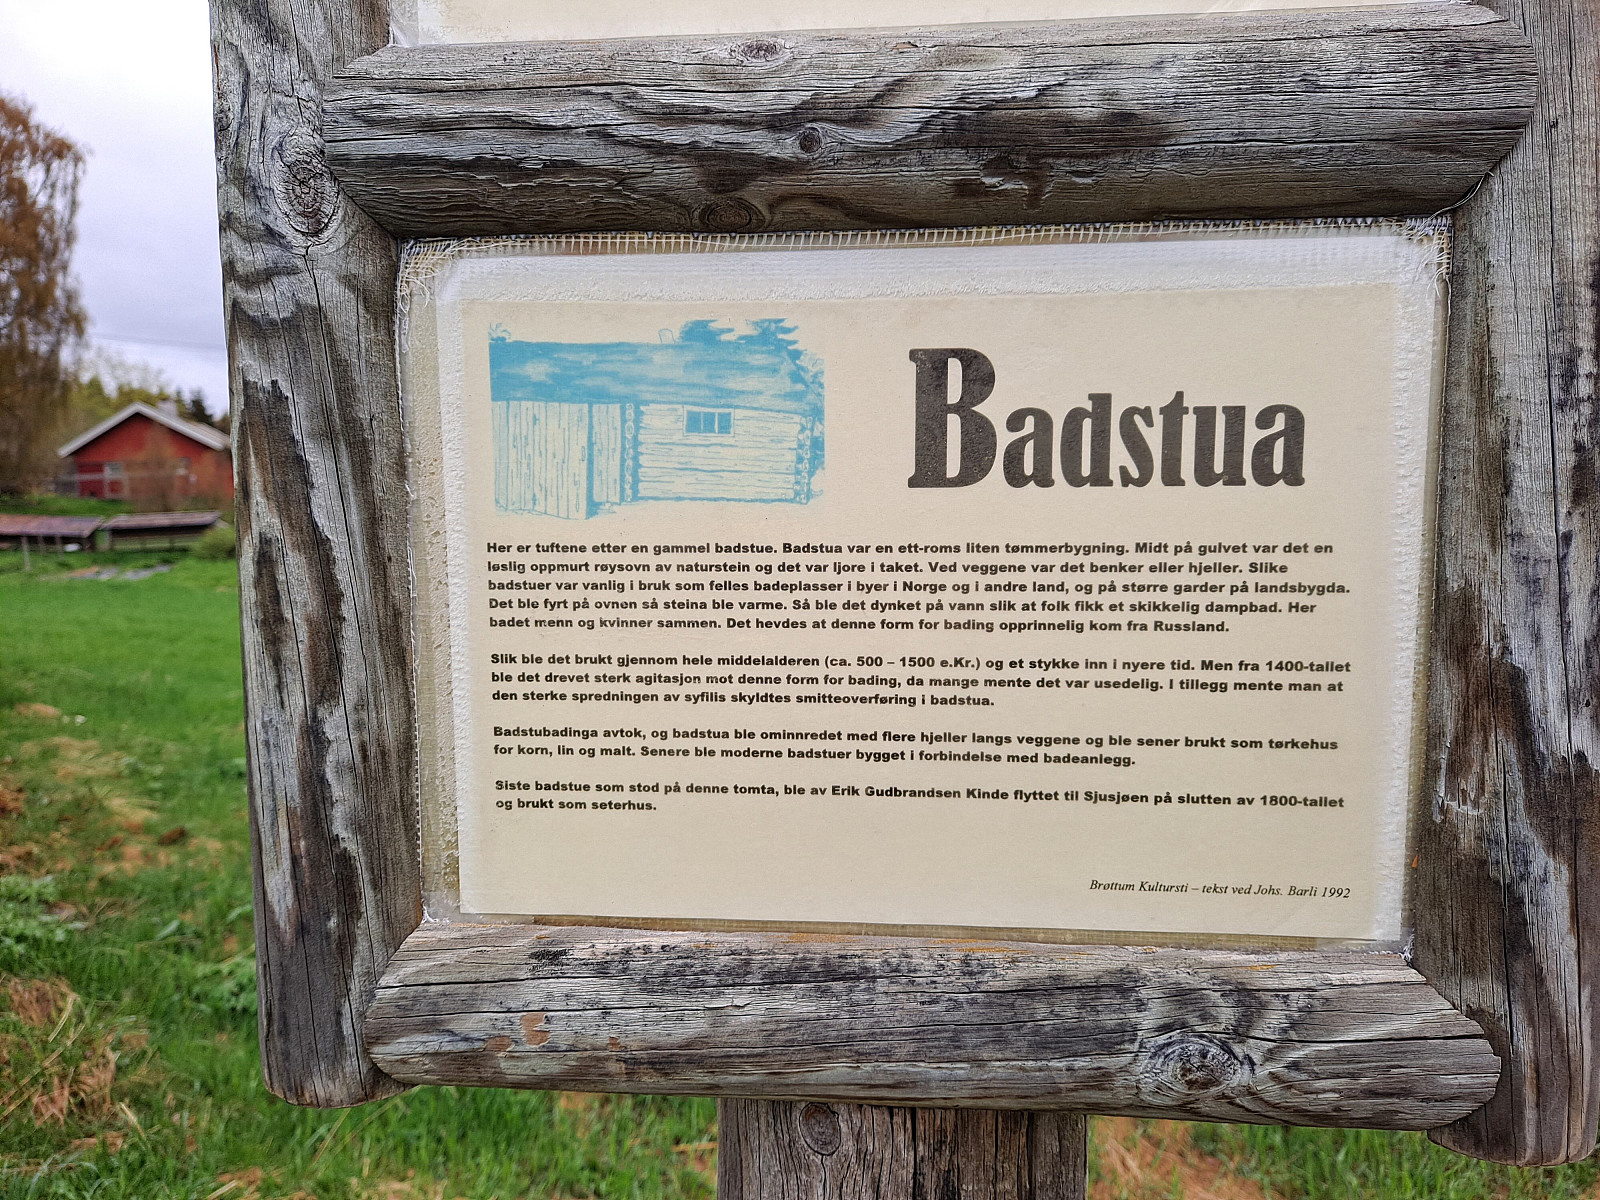 Badstua
Her er tuftene etter en gammel badstue. Badstua var en ett-roms liten tømmerbygning. Midt på gulvet var det en
løslig oppmurt røysovn av naturstein og det var ljore i taket. Ved veggene var det benker eller hjeller. Slike
badstuer var vanlig i bruk som felles badeplasser i byer i Norge og i andre land, og på større garder på landsbygda.
Det ble fyrt på ovnen så steina ble varme. Så ble det dynket på vann slik at folk fikk et skikkelig dampbad. Her
badet menn og kvinner sammen. Det hevdes at denne form for bading opprinnelig kom fra Russland.
Slik ble det brukt gjennom hele middelalderen (ca. 500 – 1500 e.Kr.) og et stykke inn i nyere tid. Men fra 1400-tallet
ble det drevet sterk agitasjon mot denne form for bading, da mange mente det var usedelig. I tillegg mente man at
den sterke spredningen av syfilis skyldtes smitteoverføring i badstua.
Badstubadinga avtok, og badstua ble ominnredet med flere hjeller langs veggene og ble sener brukt som tørkehus
for korn, lin og malt. Senere ble moderne badstuer bygget i forbindelse med badeanlegg.
Siste badstue som stod på denne tomta, ble av Erik Gudbrandsen Kinde flyttet til Sjusjøen på slutten av 1800-tallet
og brukt som seterhus.
Brøttum Kultursti – tekst ved Johs. Barli 1992